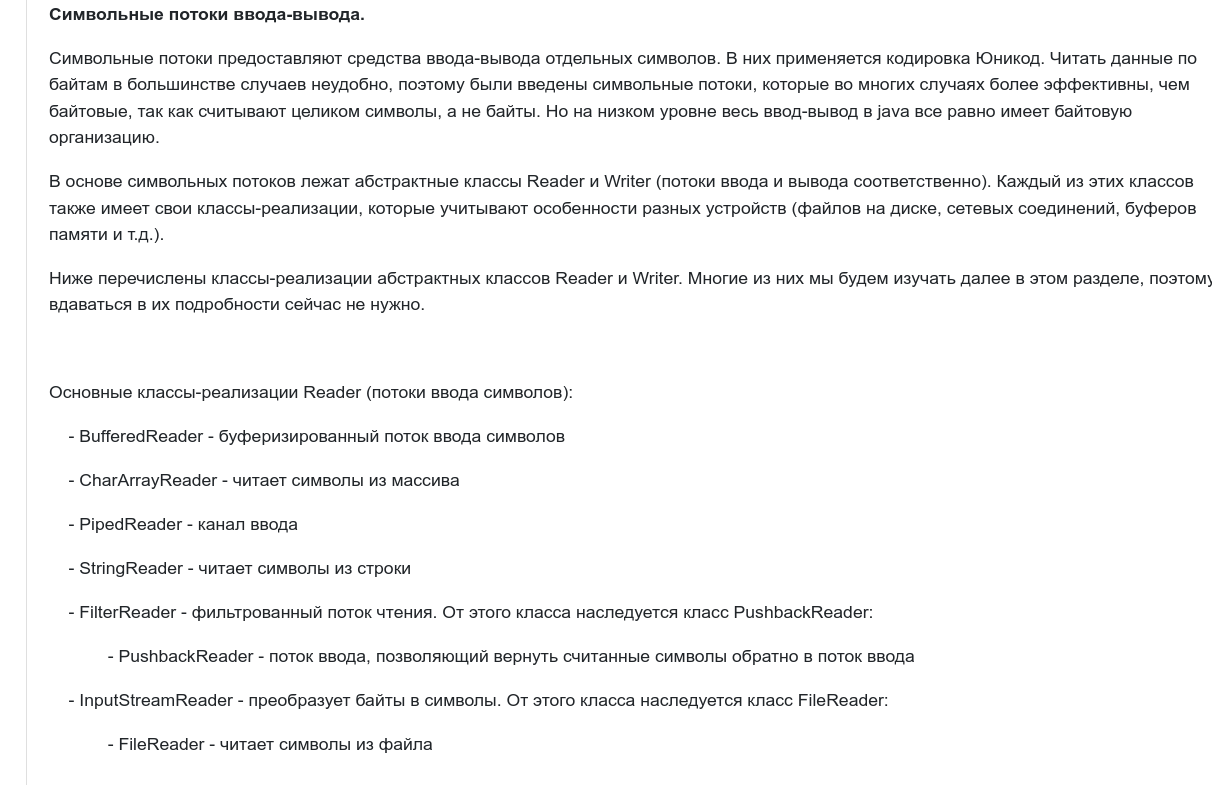 Символьные потоки ввода-вывода.
Символьные потоки предоставляют средства ввода-вывода отдельных символов. В них применяется кодировка Юникод. Читать данные по
байтам в большинстве случаев неудобно, поэтому были введены символьные потоки, которые во многих случаях более эффективны, чем
байтовые, так как считывают целиком символы, а не байты. Но на низком уровне весь ввод-вывод в java все равно имеет байтовую
организацию.
В основе символьных потоков лежат абстрактные классы Reader и Writer (потоки ввода и вывода соответственно). Каждый из этих классов
также имеет свои классы-реализации, которые учитывают особенности разных устройств (файлов на диске, сетевых соединений, буферов
памяти и т.д.).
Ниже перечислены классы-реализации абстрактных классов Reader и Writer. Многие из них мы будем изучать далее в этом разделе, поэтому
вдаваться в их подробности сейчас не нужно.
Основные классы-реализации Reader (потоки ввода символов):
- BufferedReader - буферизированный поток ввода символов
- CharArrayReader - читает символы из массива
- PipedReader - канал ввода
- StringReader - читает символы из строки
- FilterReader - фильтрованный поток чтения. От этого класса наследуется класс PushbackReader:
- PushbackReader - поток ввода, позволяющий вернуть считанные символы обратно в поток ввода
- InputStreamReader - преобразует байты в символы. От этого класса наследуется класс FileReader:
- FileReader - читает символы из файла